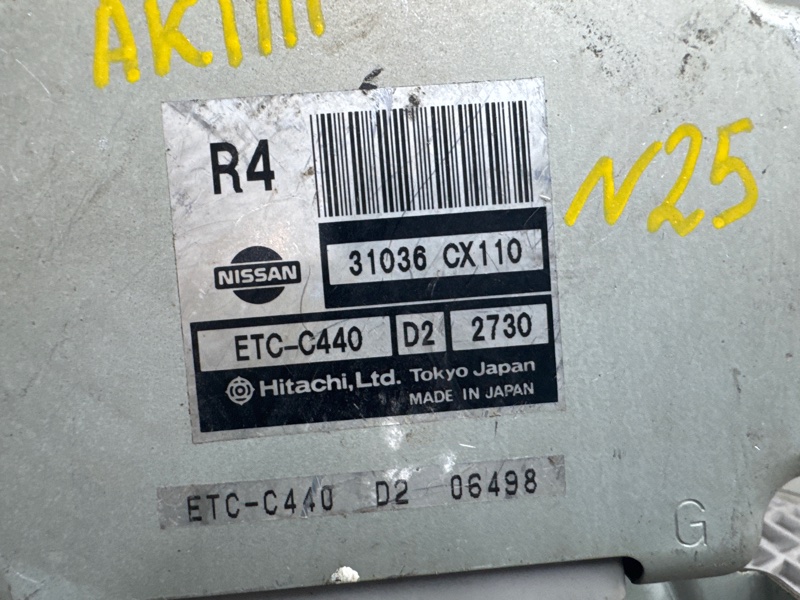 АКПП
N25
R4
NISSAN
31036 CX110
ETC-C440 D2 2730
Hitachi, Ltd. Tokyo Japan
MADE IN JAPAN
ETC-C440 D2 06498
G